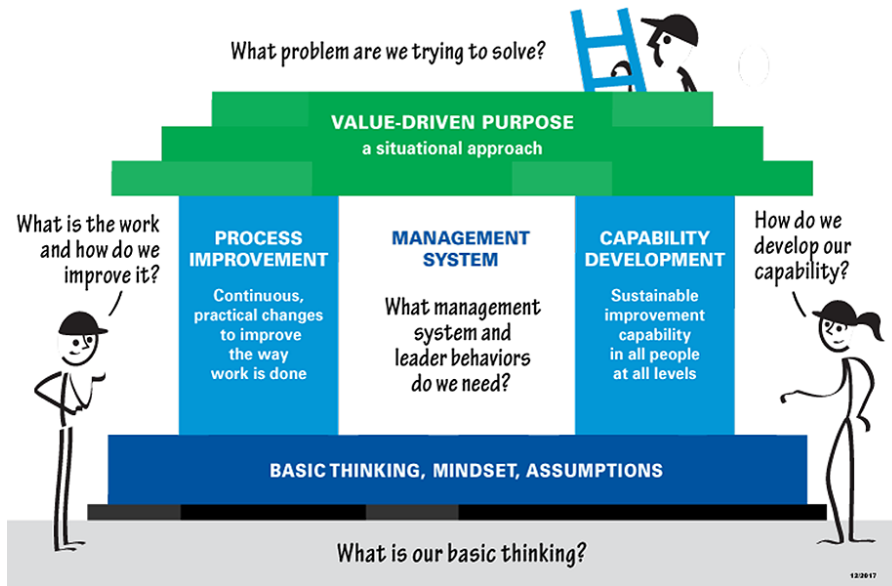 What problem are we trying to solve?
VALUE-DRIVEN PURPOSE
a situational approach
What is the work
and how do we
improve it?
PROCESS
IMPROVEMENT
Continuous,
practical changes
to improve
the way
work is done
MANAGEMENT
SYSTEM
What management
system and
leader behaviors
do we need?
CAPABILITY
DEVELOPMENT
Sustainable
improvement
capability
in all people
at all levels
How do we
develop our
capability?
BASIC THINKING, MINDSET, ASSUMPTIONS
What is our basic thinking?
12/2017